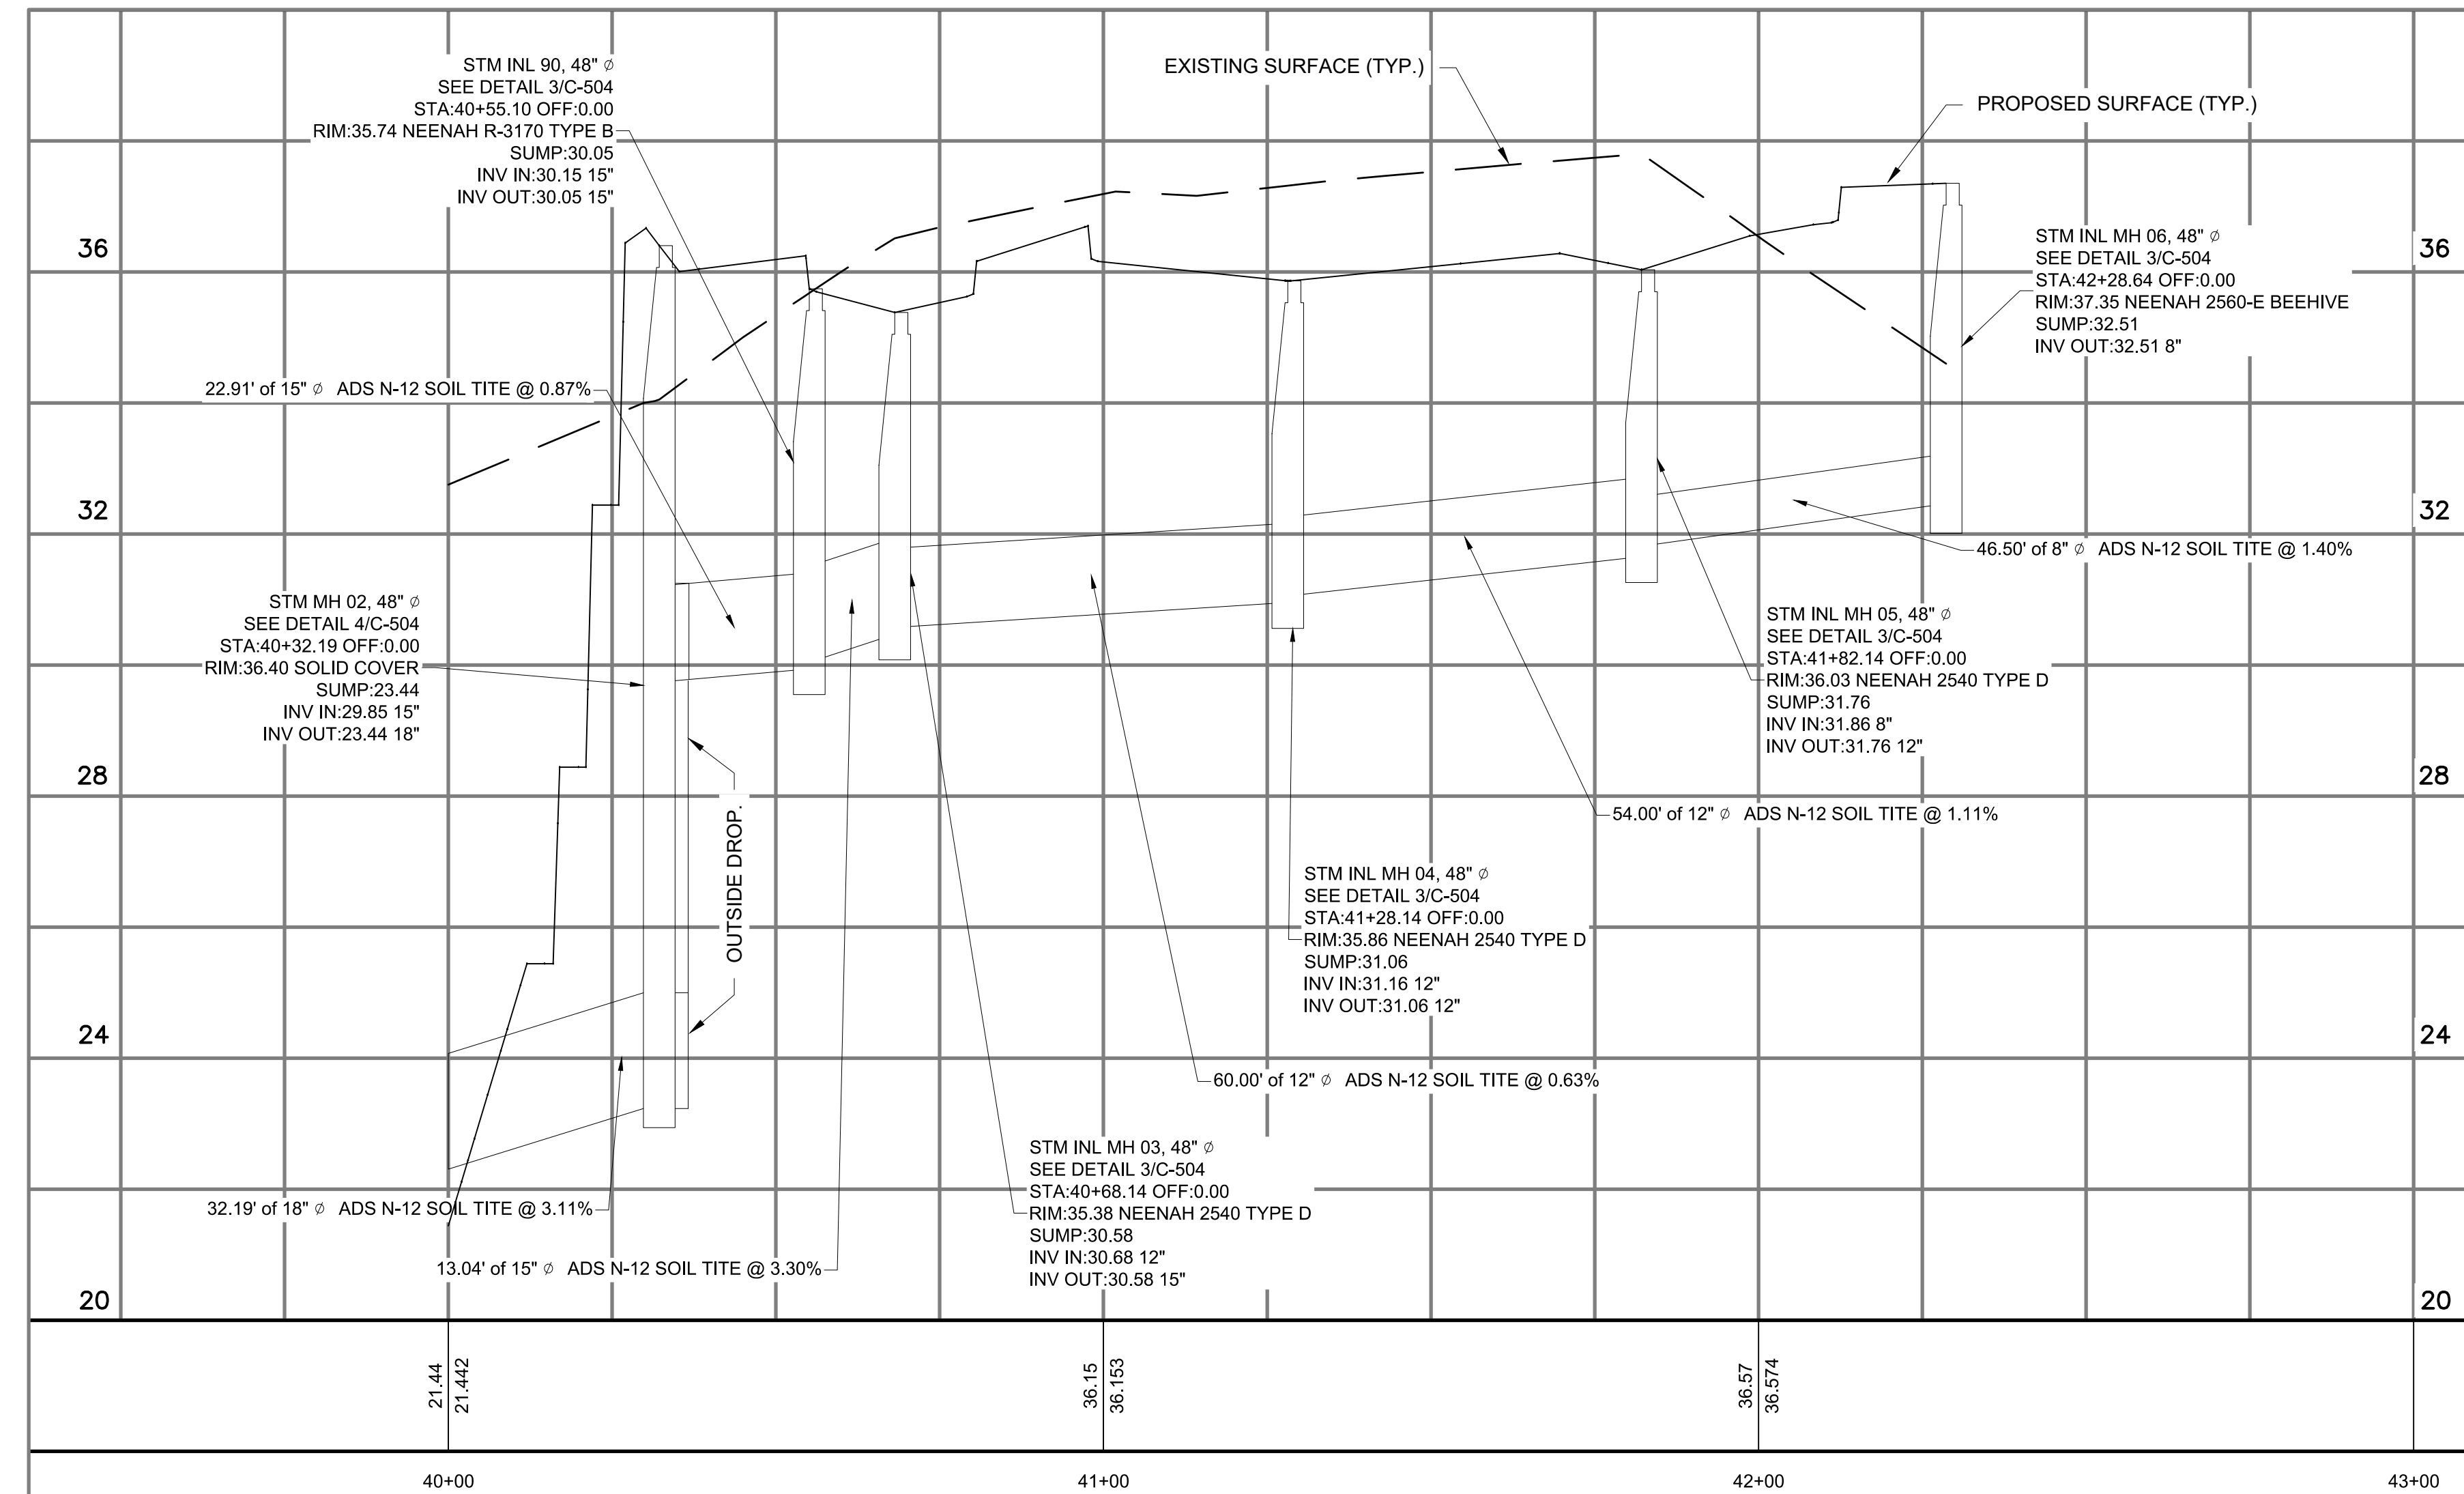 STM INL 90, 48" ⌀
SEE DETAIL 3/C-504
STA:40+55.10 OFF:0.00
RIM:35.74 NEENAH R-3170 TYPE B
SUMP:30.05
INV IN:30.15 15"
INV OUT:30.05 15"
EXISTING SURFACE (TYP.)
PROPOSED SURFACE (TYP.)
36
36
STM INL MH 06, 48" ⌀
SEE DETAIL 3/C-504
STA:42+28.64 OFF:0.00
RIM:37.35 NEENAH 2560-E BEEHIVE
SUMP:32.51
INV OUT:32.51 8"
22.91' of 15" ⌀ ADS N-12 SOIL TITE @ 0.87%
32
32
46.50' of 8" ⌀ ADS N-12 SOIL TITE @ 1.40%
STM MH 02, 48" ⌀
SEE DETAIL 4/C-504
STA:40+32.19 OFF:0.00
RIM:36.40 SOLID COVER
SUMP:23.44
INV IN:29.85 15"
INV OUT:23.44 18"
STM INL MH 05, 48" ⌀
SEE DETAIL 3/C-504
STA:41+82.14 OFF:0.00
RIM:36.03 NEENAH 2540 TYPE D
SUMP:31.76
INV IN:31.86 8"
INV OUT:31.76 12"
28
28
OUTSIDE DROP.
54.00' of 12" ⌀ ADS N-12 SOIL TITE @ 1.11%
STM INL MH 04, 48" ⌀
SEE DETAIL 3/C-504
STA:41+28.14 OFF:0.00
RIM:35.86 NEENAH 2540 TYPE D
SUMP:31.06
INV IN:31.16 12"
INV OUT:31.06 12"
24
24
60.00' of 12" ⌀ ADS N-12 SOIL TITE @ 0.63%
STM INL MH 03, 48" ⌀
SEE DETAIL 3/C-504
STA:40+68.14 OFF:0.00
RIM:35.38 NEENAH 2540 TYPE D
SUMP:30.58
INV IN:30.68 12"
INV OUT:30.58 15"
32.19' of 18" ⌀ ADS N-12 SOIL TITE @ 3.11%
13.04' of 15" ⌀ ADS N-12 SOIL TITE @ 3.30%
20
20
21.44
21.442
36.15
36.153
36.57
36.574
40+00
41+00
42+00
43+00